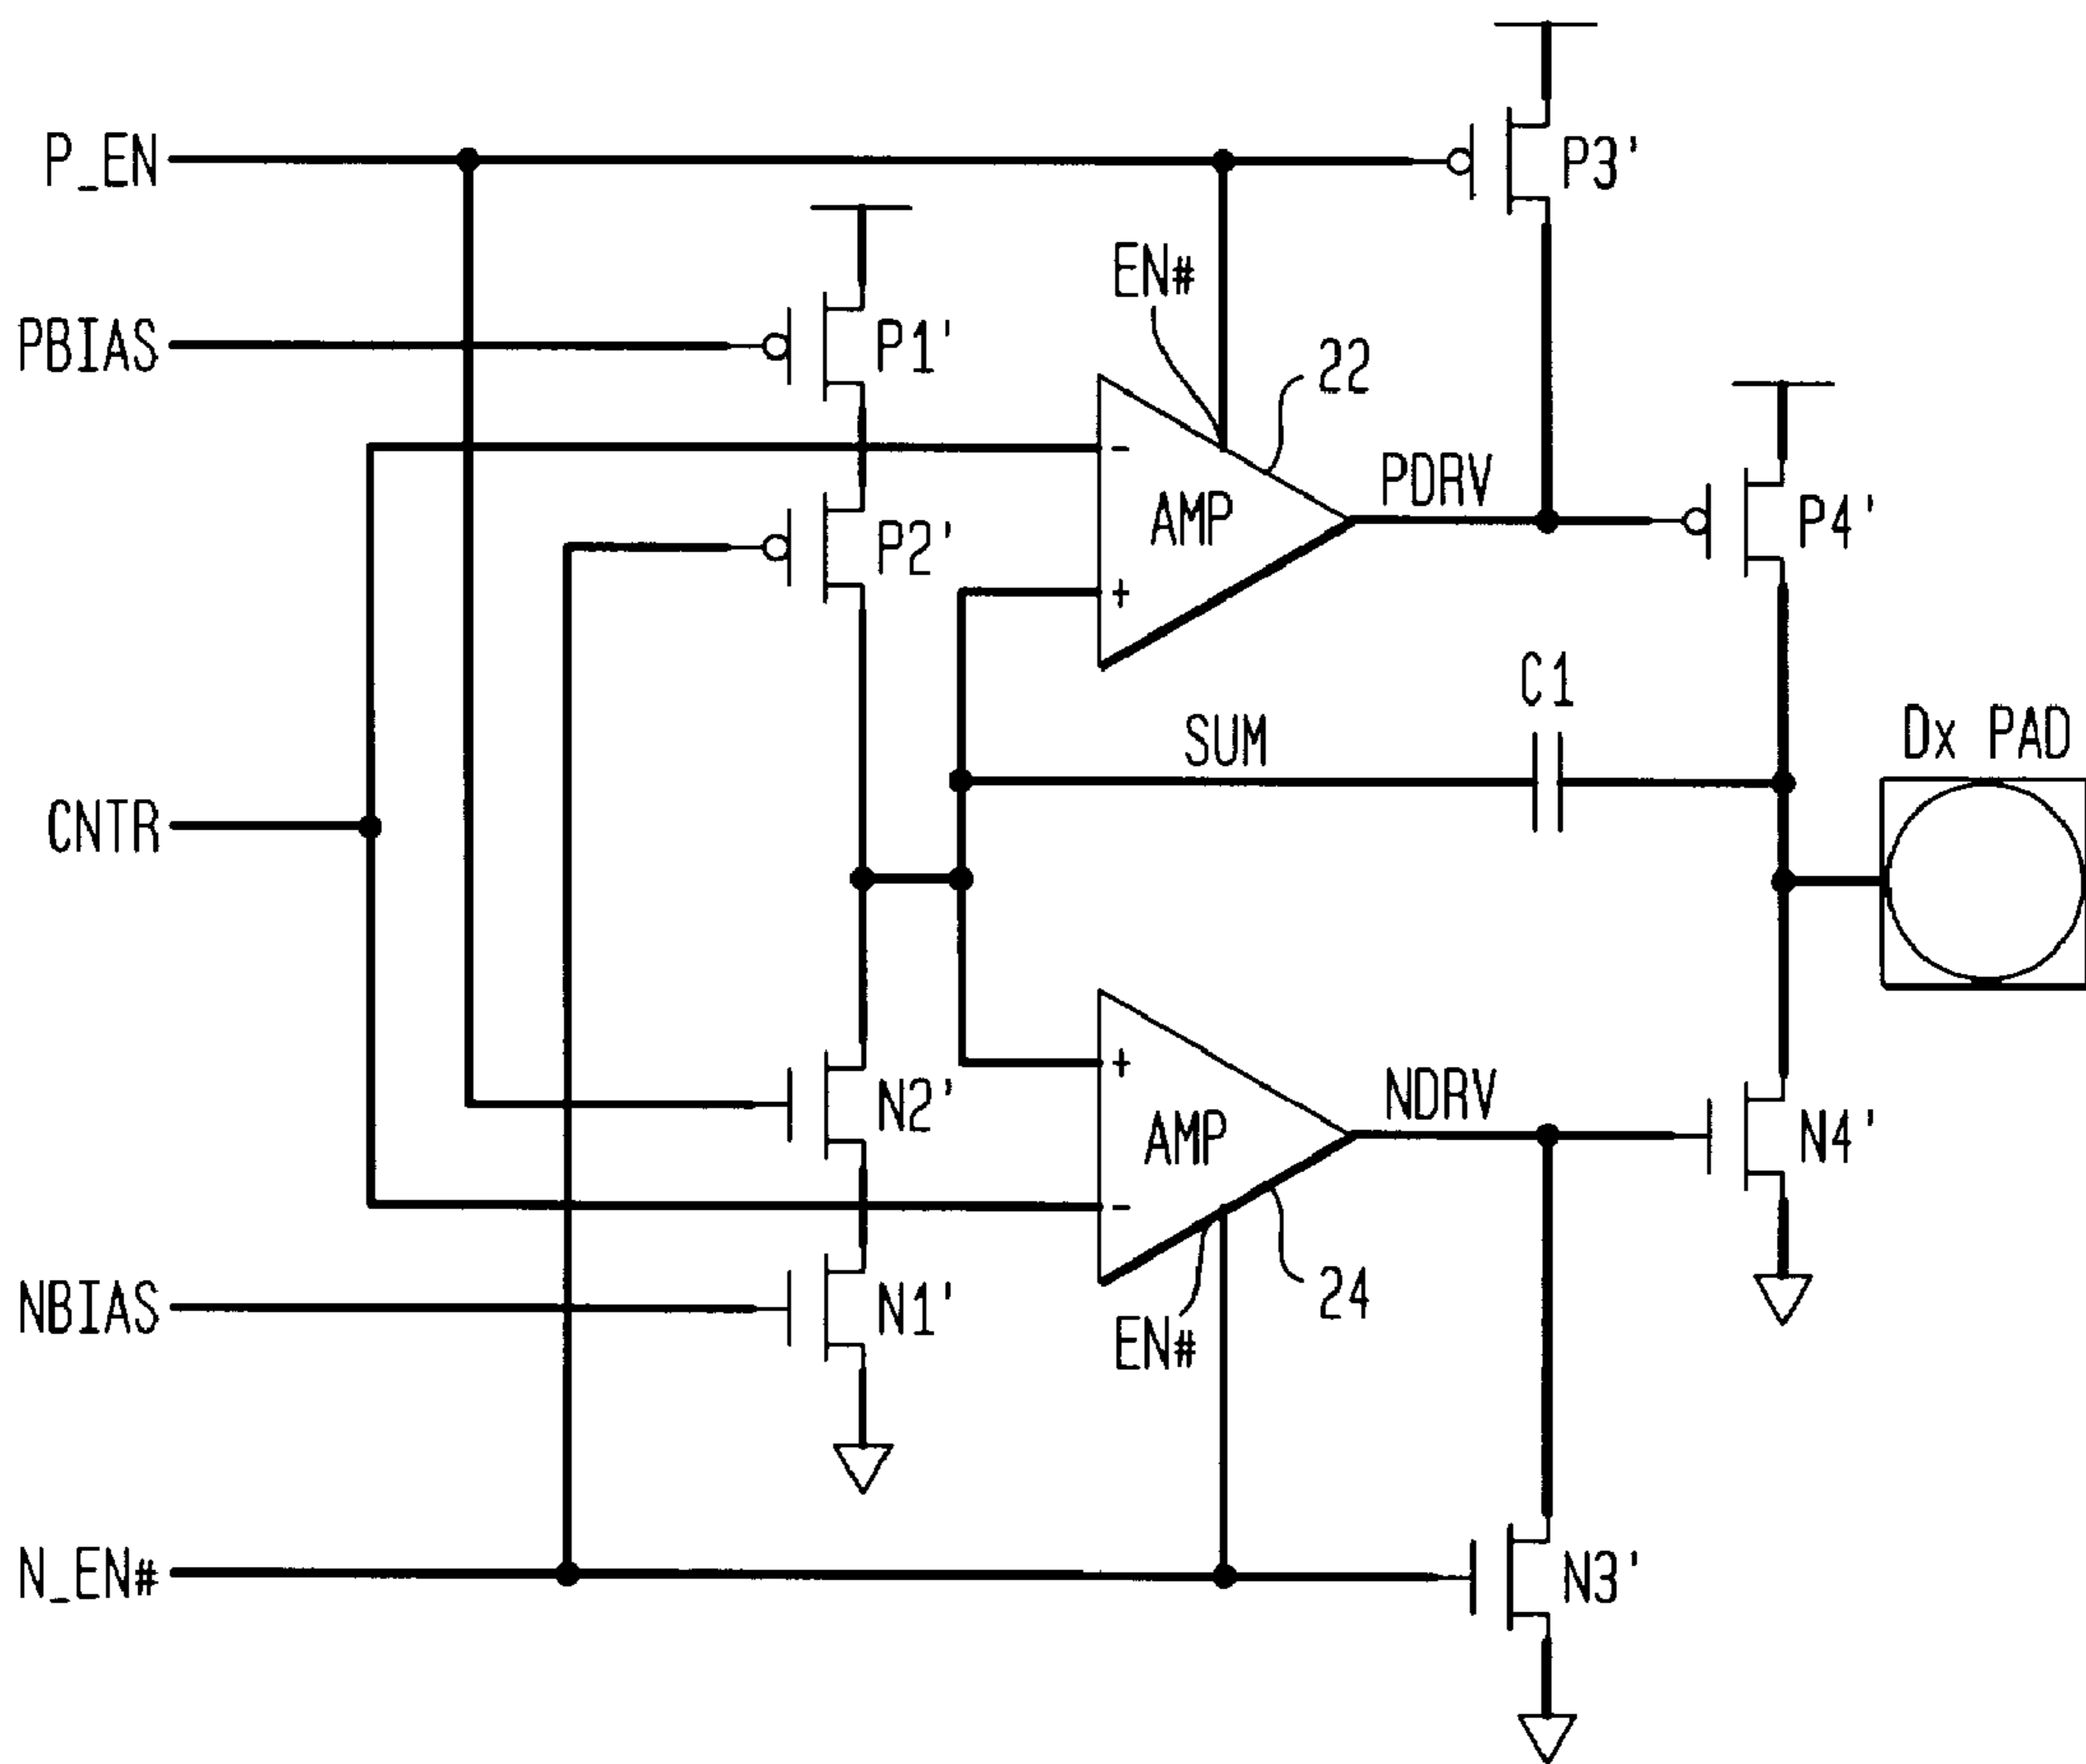 P_EN
P3'
EN#
PBIAS
P1'
22
-
PDRV
AMP
P2'
P4'
+
C1
SUM
Dx PAD
CNTR
+
N2'
NDRV
AMP
N4'
-
NBIAS
N1'
24
EN#
N_EN#
N3'